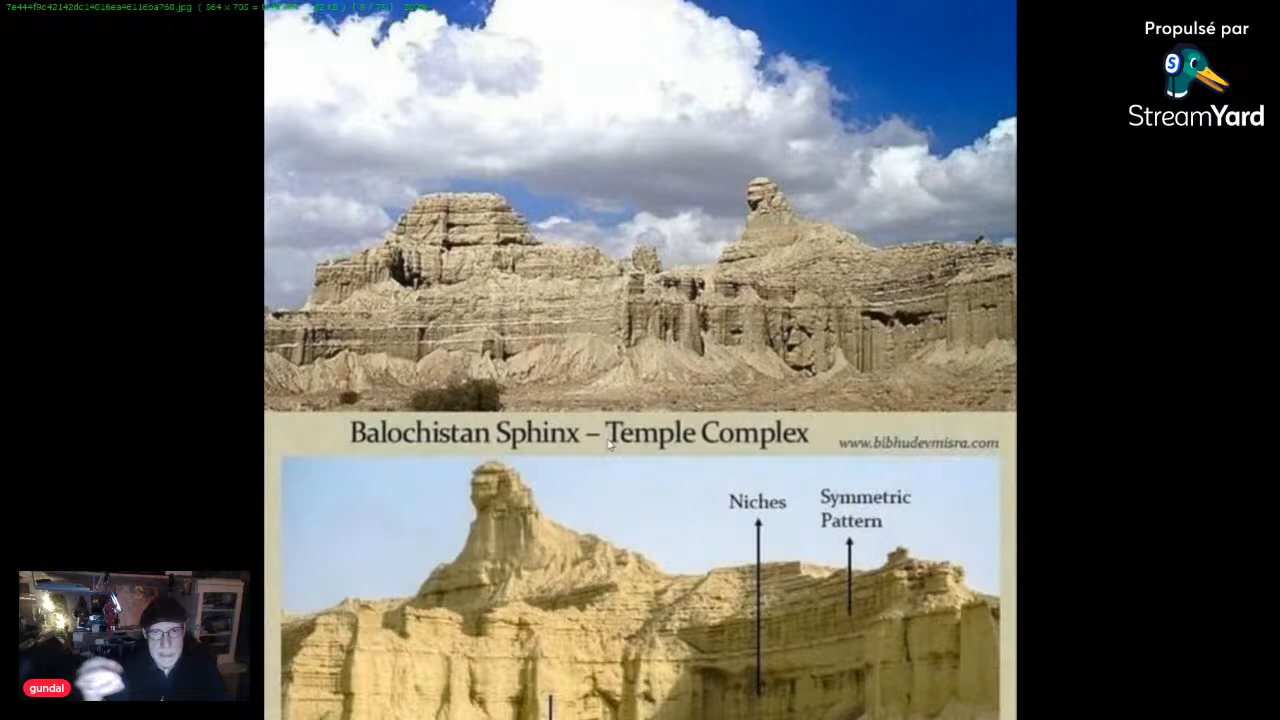 Propulsé par
StreamYard
Balochistan Sphinx – Temple Complex
www.bibhudevmisra.com
Niches
Symmetric
Pattern
gundal